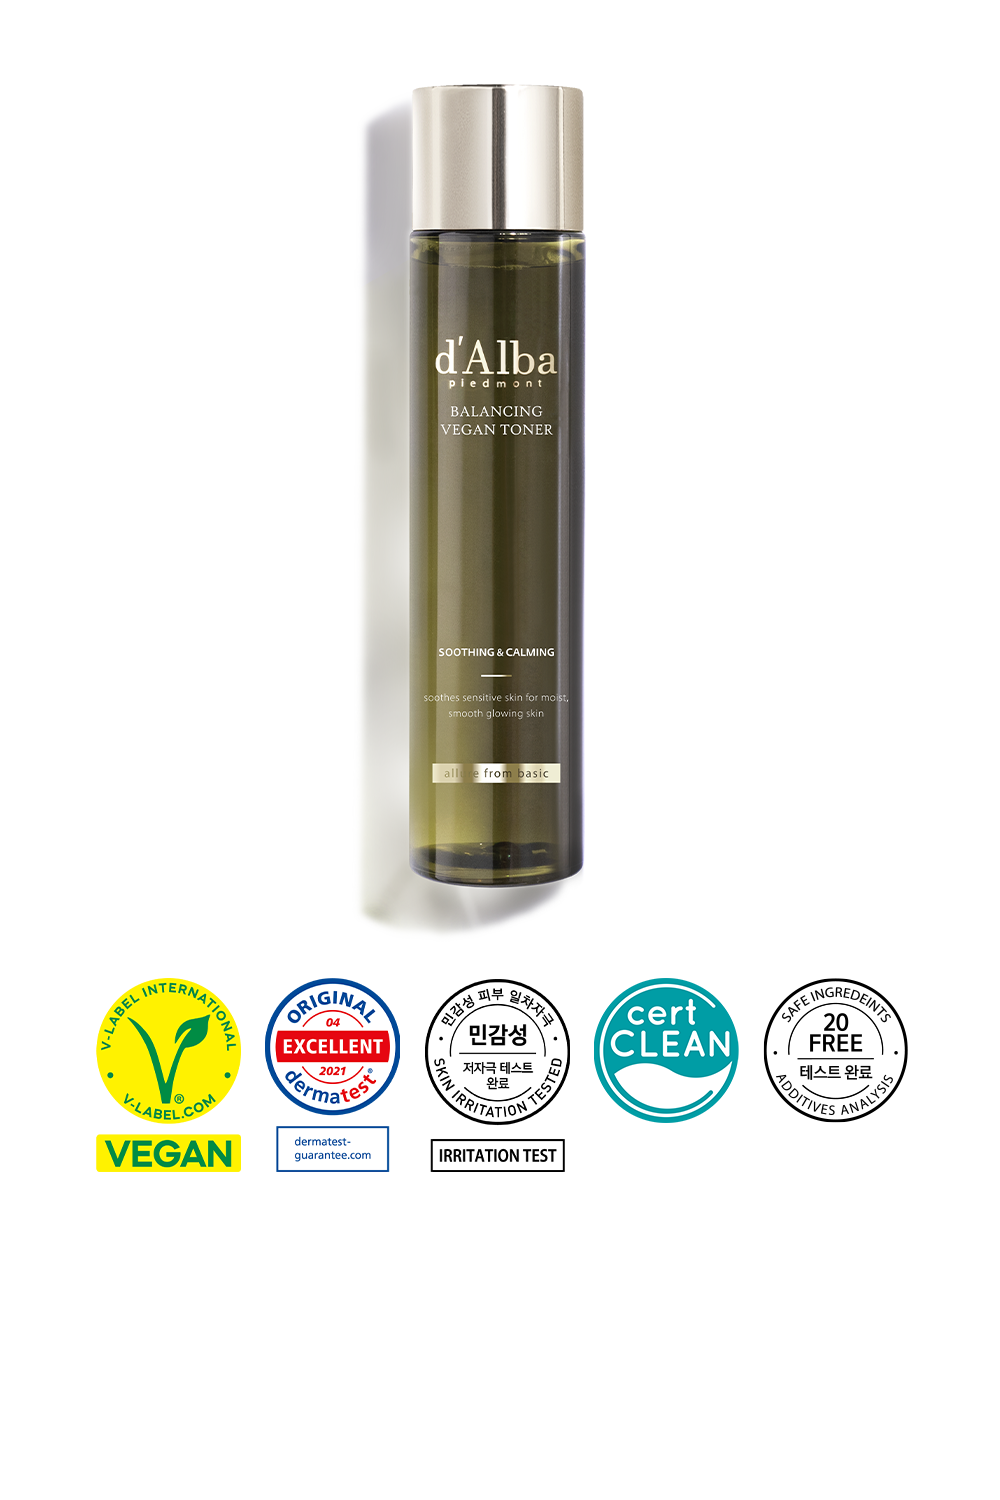 d'Alba
piedmont
BALANCING
VEGAN TONER
SOOTHING & CALMING
soothes sensitive skin for moist,
smooth glowing skin
allure from basic
V-LABEL INTERNATIONAL
V-LABEL.COM
®
VEGAN
ORIGINAL
04
EXCELLENT
2021
dermatest®
dermatest-
guarantee.com
민감성 피부 일차자극
민감성
저자극 테스트
완료
SKIN IRRITATION TESTED
IRRITATION TEST
cert
CLEAN
SAFE INGREDEINTS
20
FREE
테스트 완료
ADDITIVES ANALYSIS